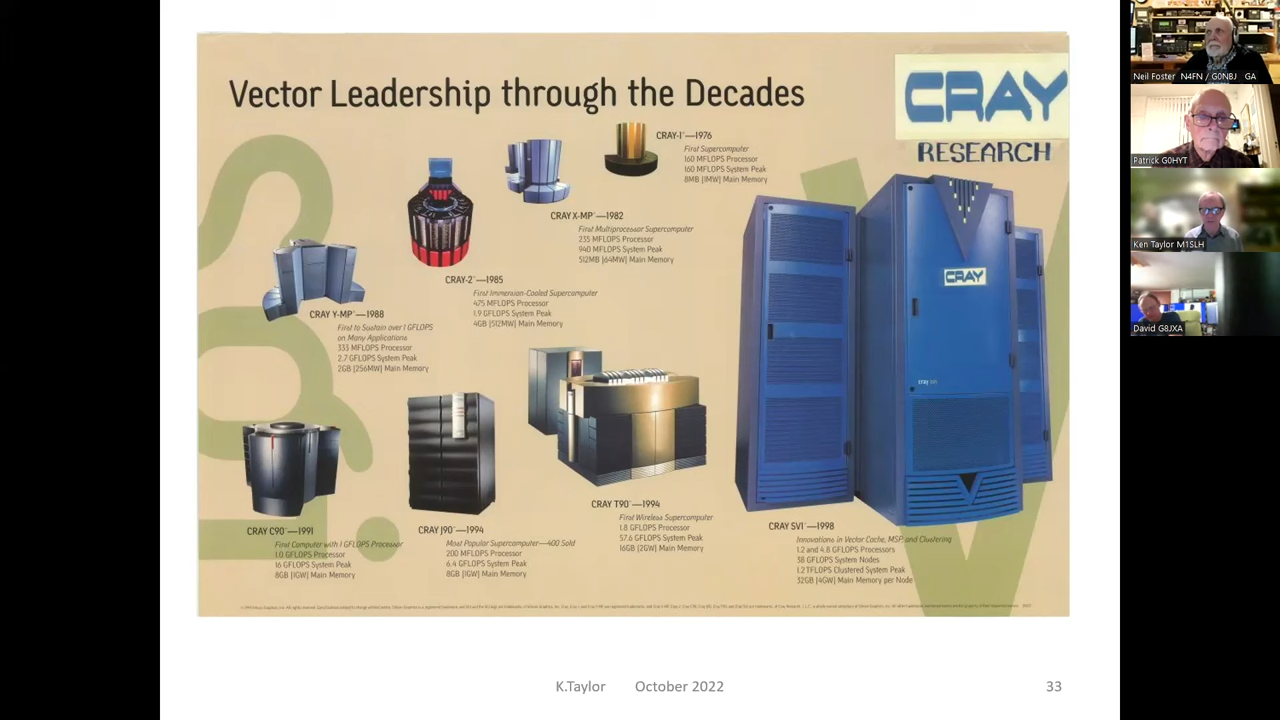 Vector Leadership through the Decades
CRAY
RESEARCH
CRAY-1™—1976
First Supercomputer
160 MFLOPS Processor
160 MFLOPS System Peak
8MB [1MW] Main Memory
CRAY X-MP™—1982
First Multiprocessor Supercomputer
235 MFLOPS Processor
940 MFLOPS System Peak
512MB [64MW] Main Memory
CRAY-2™—1985
First Immersion-Cooled Supercomputer
475 MFLOPS Processor
1.9 GFLOPS System Peak
4GB [512MW] Main Memory
CRAY Y-MP™—1988
First to Sustain over 1 GFLOPS
on Many Applications
333 MFLOPS Processor
2.7 GFLOPS System Peak
2GB [256MW] Main Memory
CRAY C90™—1991
First Computer with 1 GFLOPS Processor
1.0 GFLOPS Processor
16 GFLOPS System Peak
8GB [1GW] Main Memory
CRAY J90™—1994
Most Popular Supercomputer—400 Sold
200 MFLOPS Processor
6.4 GFLOPS System Peak
8GB [1GW] Main Memory
CRAY T90™—1994
First Wireless Supercomputer
1.8 GFLOPS Processor
57.6 GFLOPS System Peak
16GB [2GW] Main Memory
CRAY
cray sv1
CRAY SV1™—1998
Innovations in Vector Cache, MSP, and Clustering
1.2 and 4.8 GFLOPS Processors
38 GFLOPS System Nodes
1.2 TFLOPS Clustered System Peak
32GB [4GW] Main Memory per Node
K.Taylor October 2022
33
Neil Foster N4FN / G0NBJ GA
Patrick G0HYT
Ken Taylor M1SLH
David G8JXA